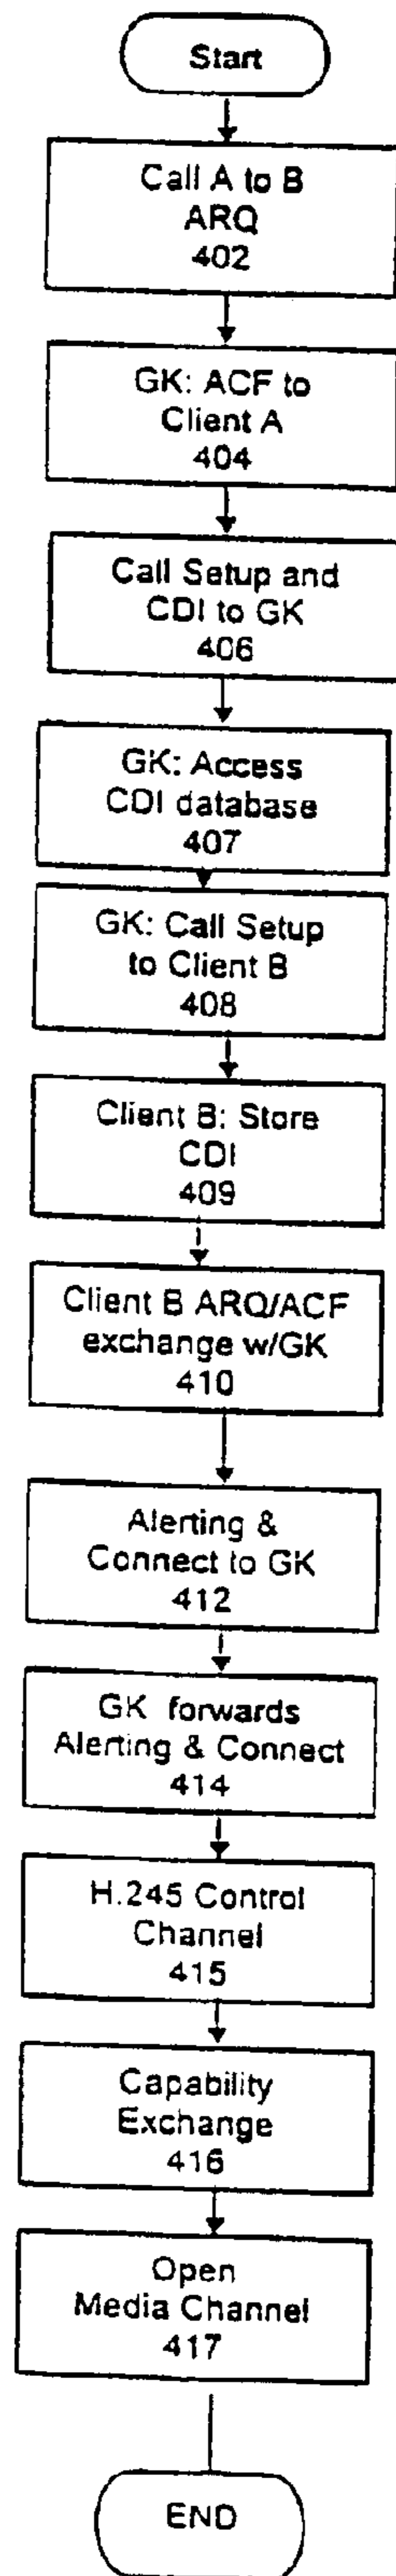 Start
Call A to B
ARQ
402
GK: ACF to
Client A
404
Call Setup and
CDI to GK
406
GK: Access
CDI database
407
GK: Call Setup
to Client B
408
Client B: Store
CDI
409
Client B ARQ/ACF
exchange w/GK
410
Alerting &
Connect to GK
412
GK forwards
Alerting & Connect
414
H.245 Control
Channel
415
Capability
Exchange
416
Open
Media Channel
417
END